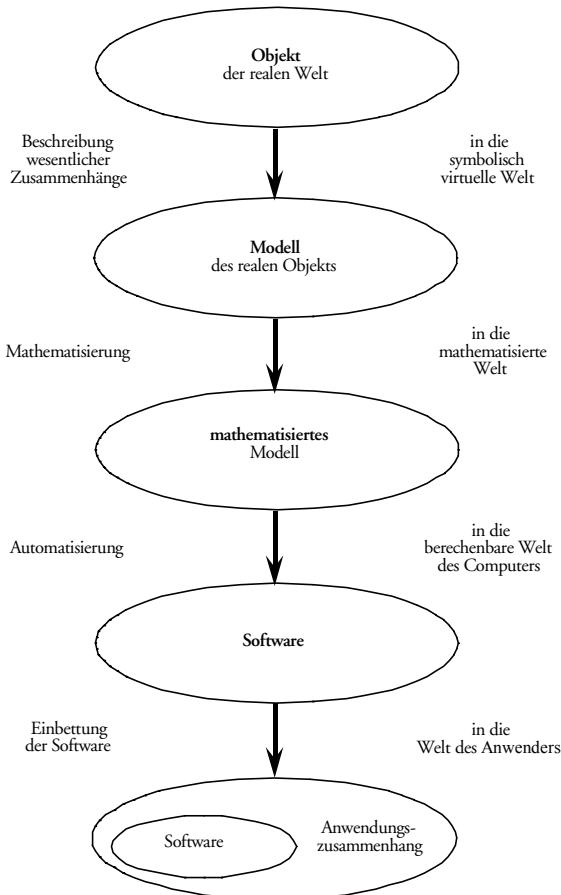 Objekt
der realen Welt
Beschreibung
wesentlicher
Zusammenhänge
in die
symbolisch
virtuelle Welt
Modell
des realen Objekts
Mathematisierung
in die
mathematisierte
Welt
mathematisiertes
Modell
Automatisierung
in die
berechenbare Welt
des Computers
Software
Einbettung
der Software
in die
Welt des Anwenders
Software
Anwendungs-
zusammenhang